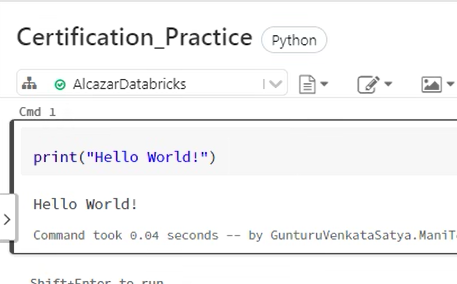 Certification_Practice Python
AlcazarDatabricks
Cmd 1
print("Hello World!")
Hello World!
Command took 0.04 seconds -- by GunturuVenkataSatya.ManiT
Shift+Enter to run